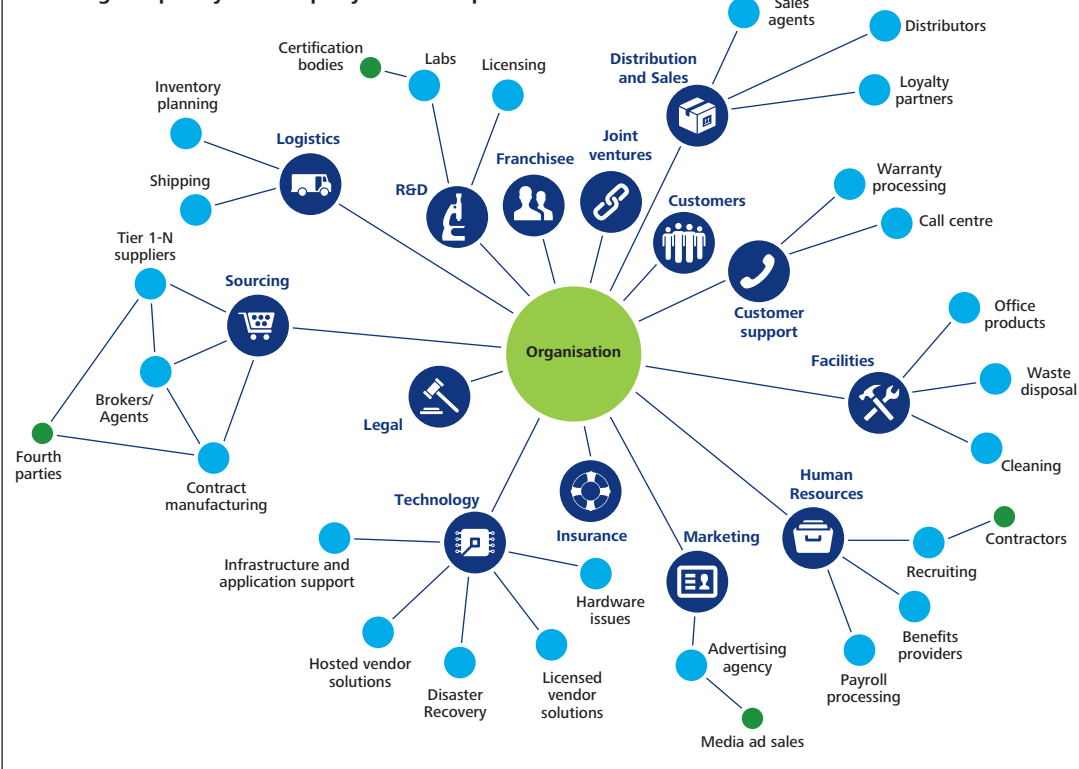 Sales
agents
Distributors
Distribution
and Sales
Loyalty
partners
Certification
bodies
Labs
Licensing
Inventory
planning
Logistics
Shipping
R&D
Franchisee
Joint
ventures
Customers
Warranty
processing
Call centre
Customer
support
Tier 1-N
suppliers
Sourcing
Brokers/
Agents
Fourth
parties
Contract
manufacturing
Organisation
Legal
Office
products
Facilities
Waste
disposal
Cleaning
Human
Resources
Contractors
Recruiting
Benefits
providers
Payroll
processing
Technology
Insurance
Marketing
Infrastructure and
application support
Hardware
issues
Hosted vendor
solutions
Disaster
Recovery
Licensed
vendor
solutions
Advertising
agency
Media ad sales